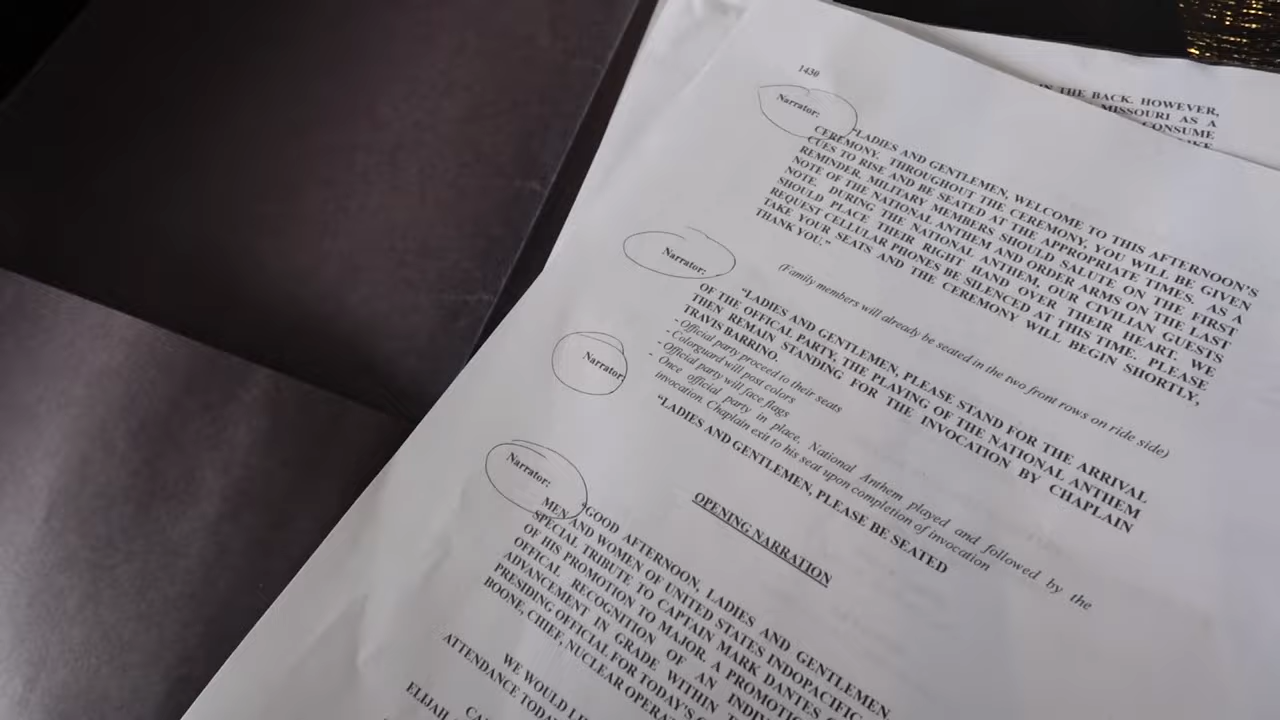 1430
IN THE BACK. HOWEVER,
MISSOURI AS A
CONSUME
Narrator:
"LADIES AND GENTLEMEN, WELCOME TO THIS AFTERNOON'S
CEREMONY. THROUGHOUT THE CEREMONY, YOU WILL BE GIVEN
CUES TO RISE AND BE SEATED AT THE APPROPRIATE TIMES. AS A
REMINDER, MILITARY MEMBERS SHOULD SALUTE ON THE FIRST
NOTE OF THE NATIONAL ANTHEM AND ORDER ARMS ON THE LAST
NOTE. DURING THE NATIONAL ANTHEM, OUR CIVILIAN GUESTS
SHOULD PLACE THEIR RIGHT HAND OVER THEIR HEART. WE
REQUEST CELLULAR PHONES BE SILENCED AT THIS TIME. PLEASE
TAKE YOUR SEATS AND THE CEREMONY WILL BEGIN SHORTLY,
THANK YOU."
(Family members will already be seated in the two front rows on ride side)
Narrator:
"LADIES AND GENTLEMEN, PLEASE STAND FOR THE ARRIVAL
OF THE OFFICAL PARTY, THE PLAYING OF THE NATIONAL ANTHEM
THEN REMAIN STANDING FOR THE INVOCATION BY CHAPLAIN
TRAVIS BARRINO.
- Official party proceed to their seats
- Colorguard will post colors
- Official party will face flags
- Once official party in place, National Anthem played and followed by the
invocation. Chaplain exit to his seat upon completion of invocation
Narrator:
"LADIES AND GENTLEMEN, PLEASE BE SEATED
OPENING NARRATION
Narrator:
"GOOD AFTERNOON, LADIES AND GENTLEMEN,
MEN AND WOMEN OF UNITED STATES INDOPACIFIC
SPECIAL TRIBUTE TO CAPTAIN MARK DANTES
OF HIS PROMOTION TO MAJOR. A PROMOTION
OFFICAL RECOGNITION OF AN
ADVANCEMENT IN GRADE WITHIN
PRESIDING OFFICIAL FOR TODAY'S
BOONE, CHIEF, NUCLEAR
WE WOULD
ATTENDANCE
ELIJAH